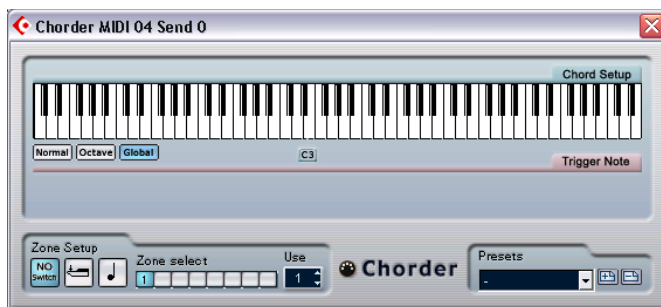 Chorder MIDI 04 Send 0
Chord Setup
Normal Octave Global
C3
Trigger Note
Zone Setup
NO
Switch
Zone select
1
Use
1
Chorder
Presets
-